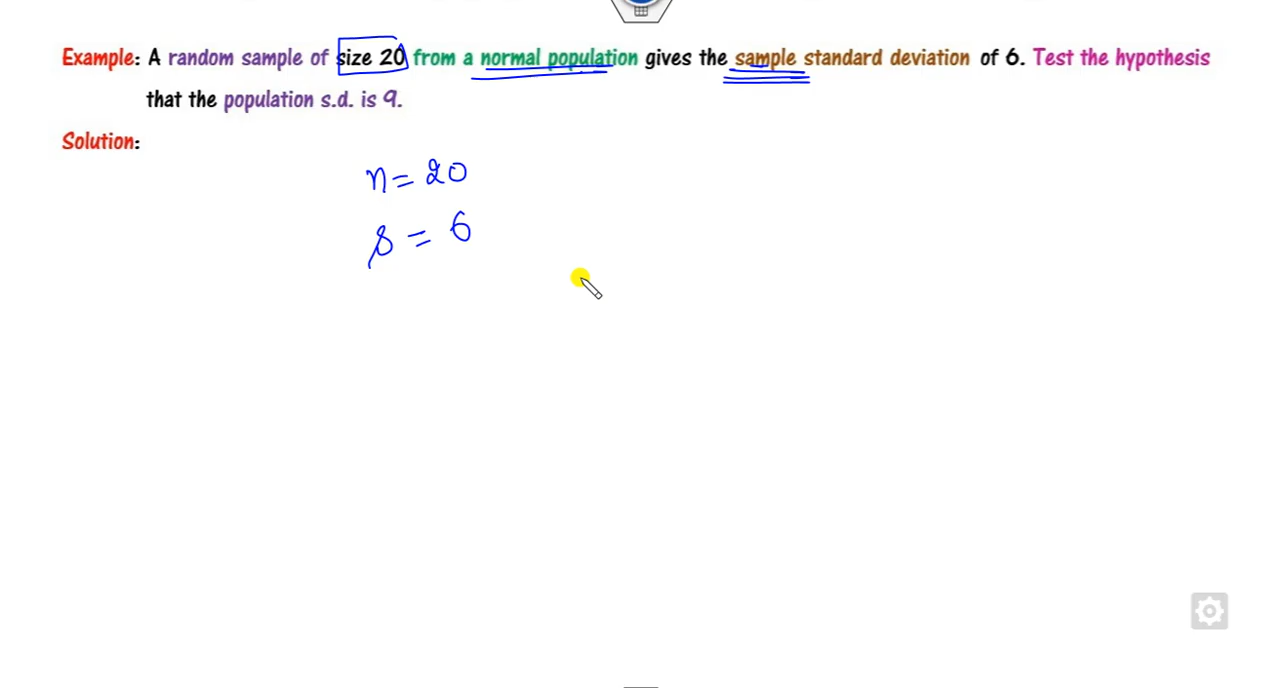 Example: A random sample of size 20 from a normal population gives the sample standard deviation of 6. Test the hypothesis
that the population s.d. is 9.
Solution:
n = 20
s = 6